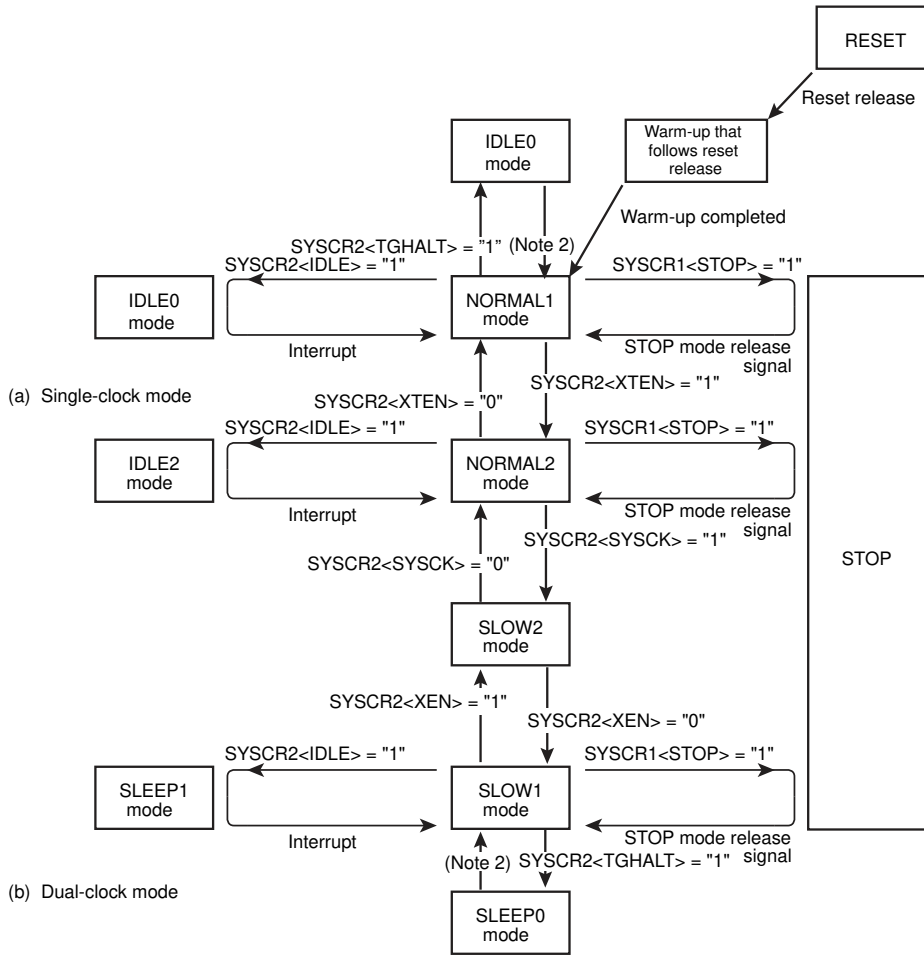 RESET
Reset release
IDLE0
mode
Warm-up that
follows reset
release
Warm-up completed
SYSCR2<TGHALT> = "1"
(Note 2)
SYSCR2<IDLE> = "1"
SYSCR1<STOP> = "1"
IDLE0
mode
NORMAL1
mode
Interrupt
STOP mode release
signal
(a) Single-clock mode
SYSCR2<XTEN> = "0"
SYSCR2<XTEN> = "1"
SYSCR2<IDLE> = "1"
SYSCR1<STOP> = "1"
IDLE2
mode
NORMAL2
mode
Interrupt
STOP mode release
signal
SYSCR2<SYSCK> = "0"
SYSCR2<SYSCK> = "1"
STOP
SLOW2
mode
SYSCR2<XEN> = "1"
SYSCR2<XEN> = "0"
SYSCR2<IDLE> = "1"
SYSCR1<STOP> = "1"
SLEEP1
mode
SLOW1
mode
Interrupt
STOP mode release
signal
(Note 2)
SYSCR2<TGHALT> = "1"
(b) Dual-clock mode
SLEEP0
mode